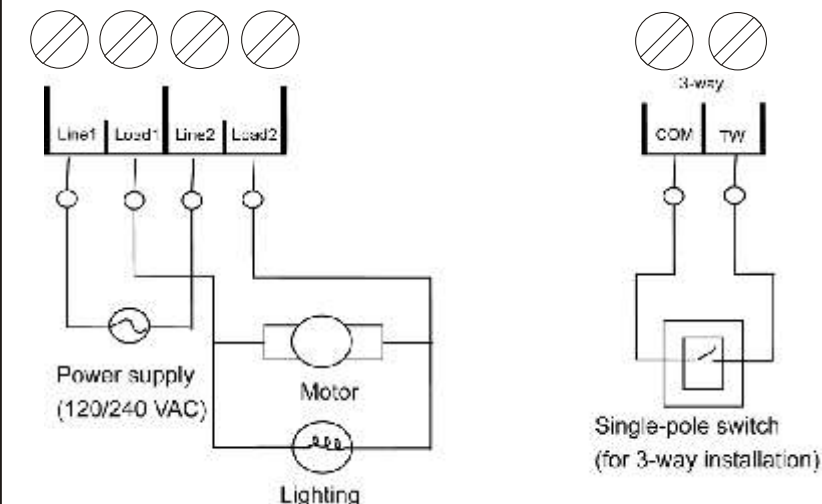 3-way
Line1 Load1 Line2 Load2
COM TW
Power supply
(120/240 VAC)
Motor
Lighting
Single-pole switch
(for 3-way installation)